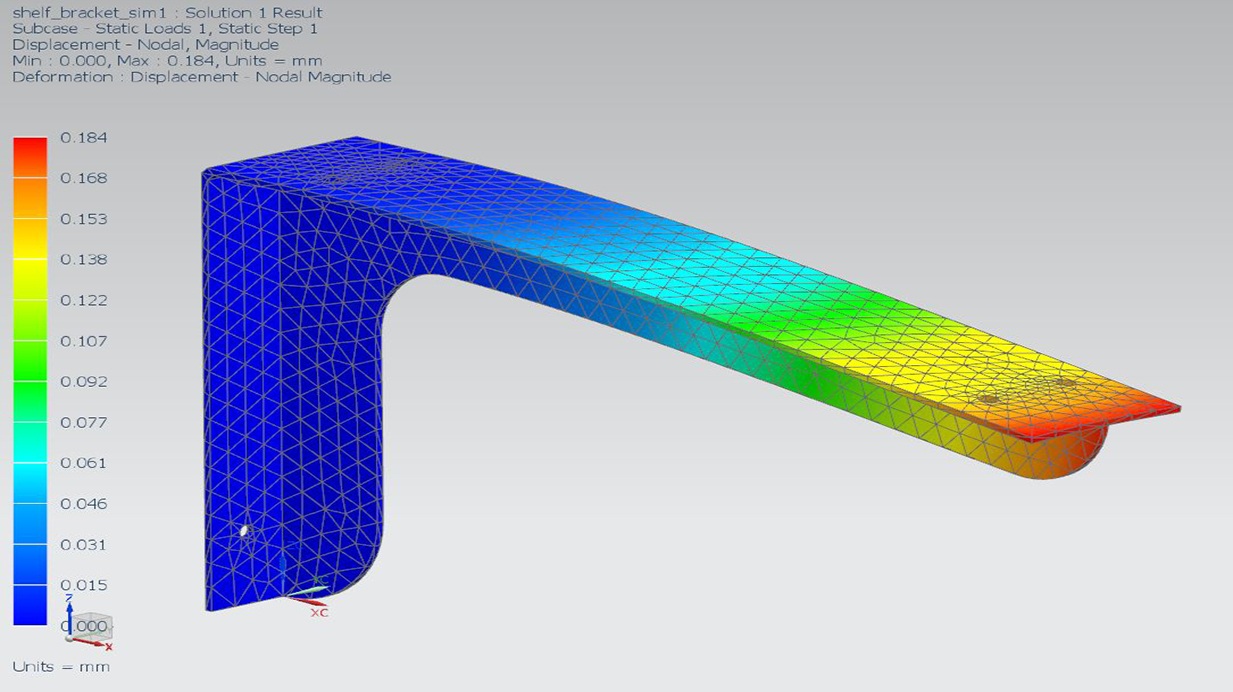 shelf_bracket_sim1 : Solution 1 Result
Subcase - Static Loads 1, Static Step 1
Displacement - Nodal, Magnitude
Min : 0.000, Max : 0.184, Units = mm
Deformation : Displacement - Nodal Magnitude
0.184
0.168
0.153
0.138
0.122
0.107
0.092
0.077
0.061
0.046
0.031
0.015
0.000
Z
X
XC
Units = mm